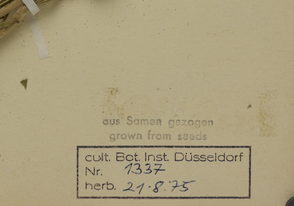 aus Samen gezogen
grown from seeds
cult. Bot. Inst. Düsseldorf
Nr. 1337
herb. 21·8·75